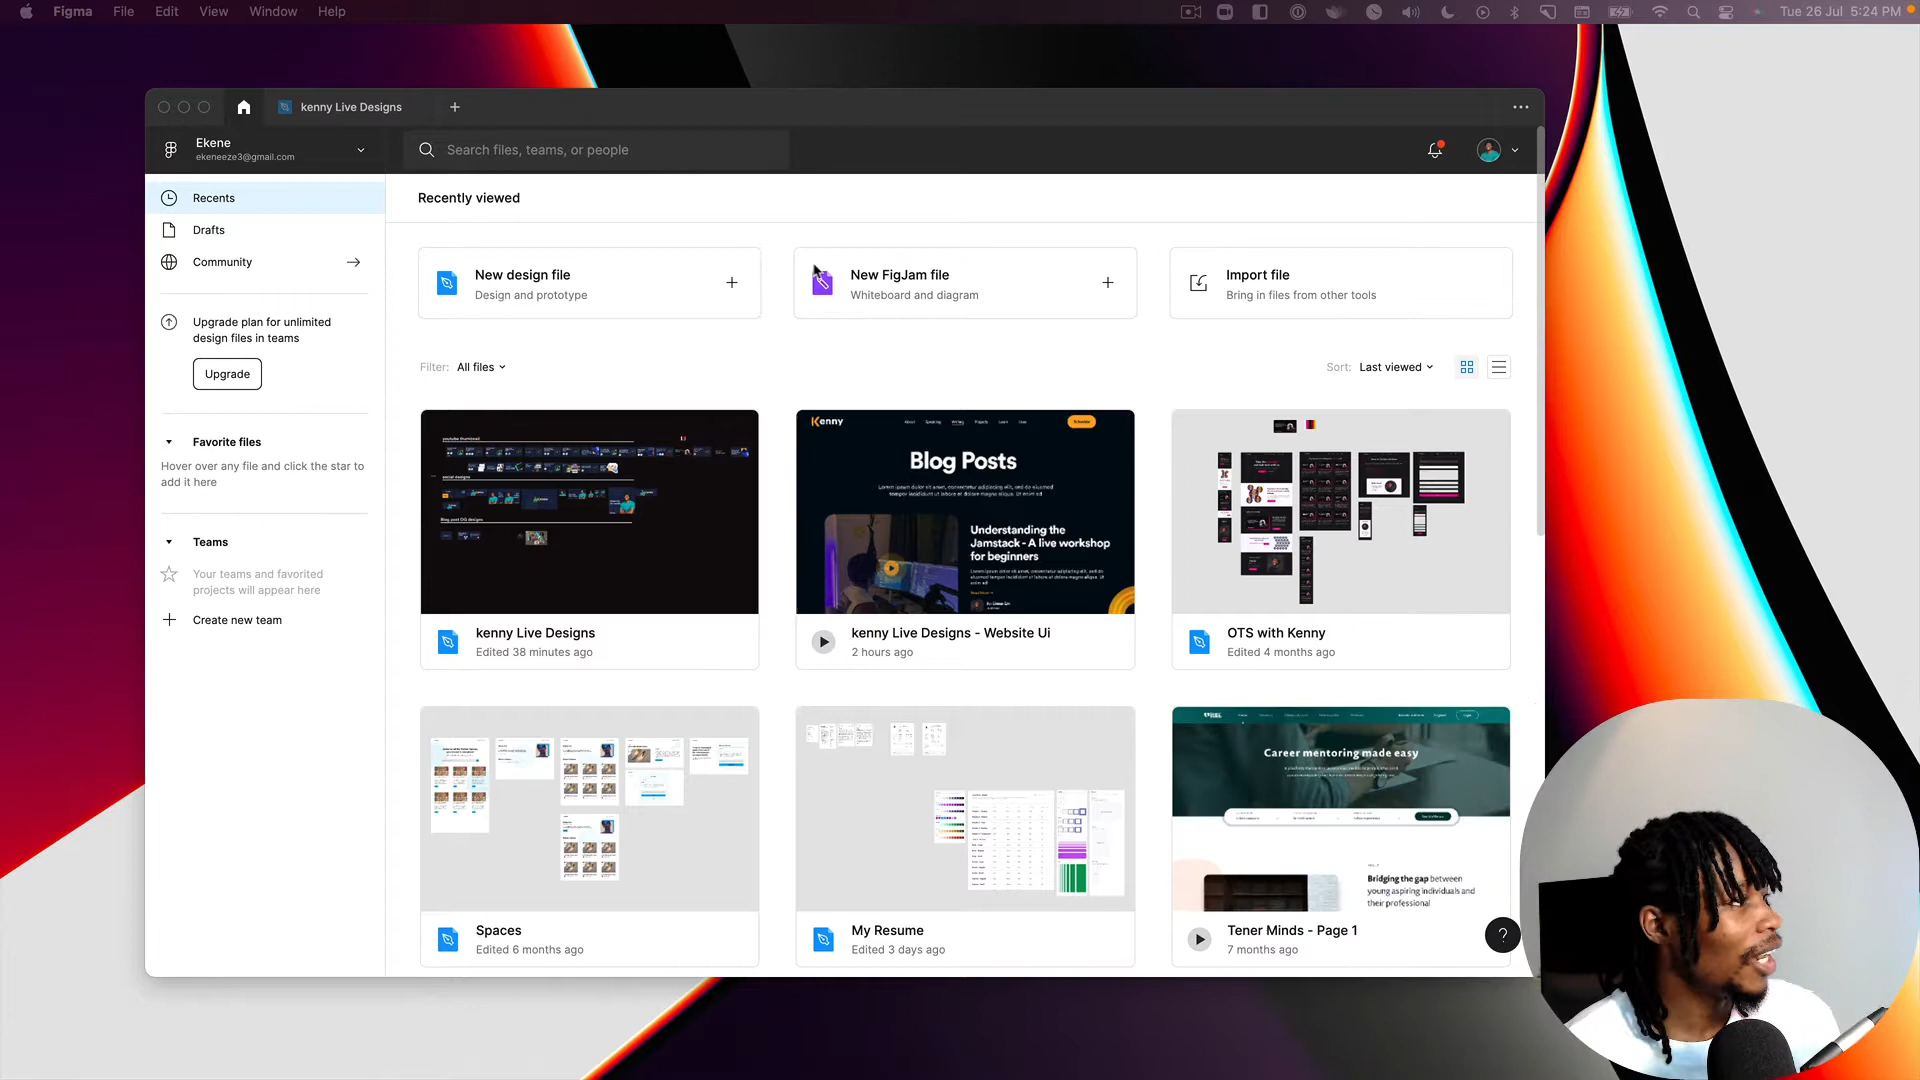 Figma File Edit View Window Help
Tue 26 Jul 5:24 PM
kenny Live Designs
Ekene
ekeneeze3@gmail.com
Search files, teams, or people
Recents
Drafts
Community
Upgrade plan for unlimited
design files in teams
Upgrade
Favorite files
Hover over any file and click the star to
add it here
Teams
Your teams and favorited
projects will appear here
Create new team
Recently viewed
New design file
Design and prototype
New FigJam file
Whiteboard and diagram
Import file
Bring in files from other tools
Filter: All files
Sort: Last viewed
youtube thumbnail
social designs
Blog post OG designs
kenny Live Designs
Edited 38 minutes ago
Kenny
Blog Posts
Understanding the
Jamstack - A live workshop
for beginners
kenny Live Designs - Website Ui
2 hours ago
OTS with Kenny
Edited 4 months ago
Spaces
Edited 6 months ago
My Resume
Edited 3 days ago
Career mentoring made easy
Bridging the gap between
young aspiring individuals and
their professional
Tener Minds - Page 1
7 months ago
?